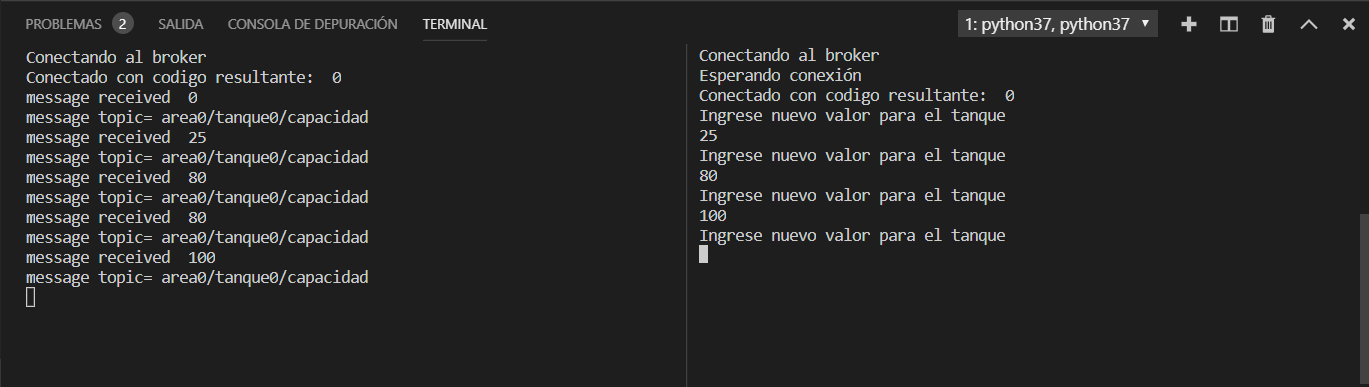 PROBLEMAS 2 SALIDA CONSOLA DE DEPURACIÓN TERMINAL 1: python37, python37
Conectando al broker
Conectado con codigo resultante:  0
message received  0
message topic= area0/tanque0/capacidad
message received  25
message topic= area0/tanque0/capacidad
message received  80
message topic= area0/tanque0/capacidad
message received  80
message topic= area0/tanque0/capacidad
message received  100
message topic= area0/tanque0/capacidad
Conectando al broker
Esperando conexión
Conectado con codigo resultante:  0
Ingrese nuevo valor para el tanque
25
Ingrese nuevo valor para el tanque
80
Ingrese nuevo valor para el tanque
100
Ingrese nuevo valor para el tanque